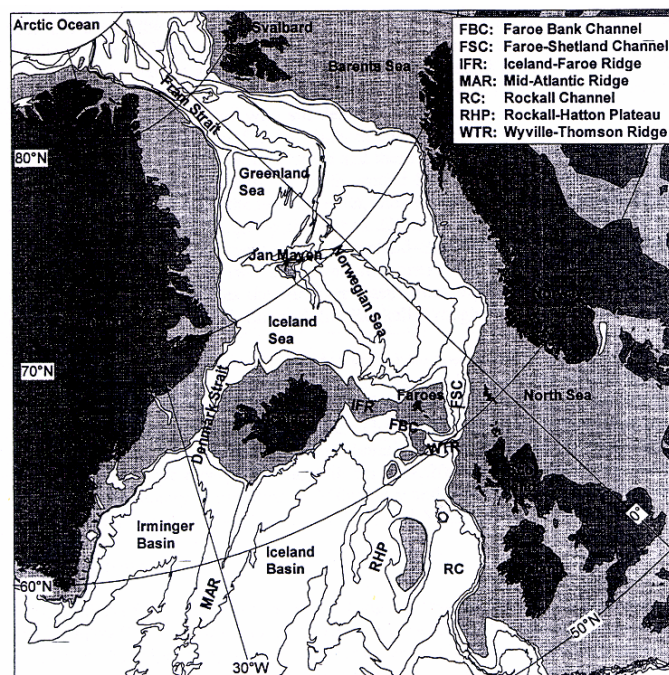 Arctic Ocean
Svalbard
Barents Sea
FBC: Faroe Bank Channel
FSC: Faroe-Shetland Channel
IFR: Iceland-Faroe Ridge
MAR: Mid-Atlantic Ridge
RC: Rockall Channel
RHP: Rockall-Hatton Plateau
WTR: Wyville-Thomson Ridge
Fram Strait
80°N
Greenland
Sea
Jan Mayen
Norwegian Sea
Iceland
Sea
70°N
Denmark Strait
IFR
Faroes
FSC
North Sea
FBC
WTR
0°
Irminger
Basin
Iceland
Basin
MAR
RHP
RC
60°N
50°N
30°W